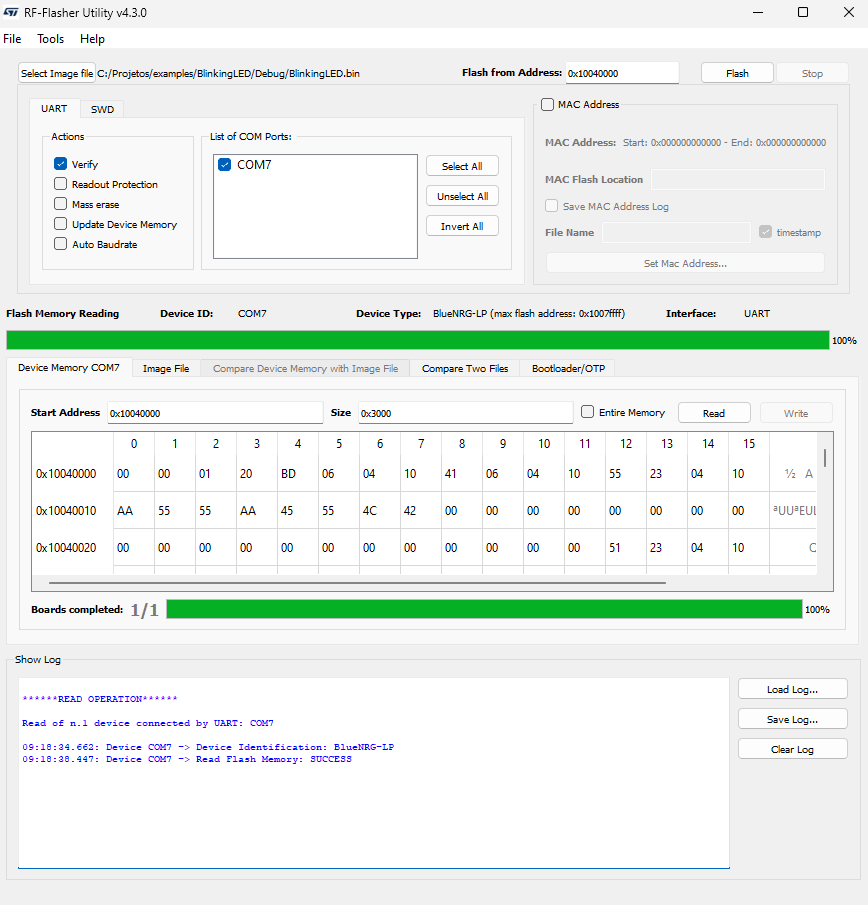 RF-Flasher Utility v4.3.0
File Tools Help
Select Image file C:/Projetos/examples/BlinkingLED/Debug/BlinkingLED.bin Flash from Address: 0x10040000 Flash Stop
UART SWD
MAC Address
Actions
List of COM Ports:
Verify
Readout Protection
Mass erase
Update Device Memory
Auto Baudrate
COM7
Select All
Unselect All
Invert All
MAC Address: Start: 0x000000000000 - End: 0x000000000000
MAC Flash Location
Save MAC Address Log
File Name timestamp
Set Mac Address...
Flash Memory Reading Device ID: COM7 Device Type: BlueNRG-LP (max flash address: 0x1007ffff) Interface: UART
100%
Device Memory COM7 Image File Compare Device Memory with Image File Compare Two Files Bootloader/OTP
Start Address 0x10040000 Size 0x3000 Entire Memory Read Write
0 1 2 3 4 5 6 7 8 9 10 11 12 13 14 15
0x10040000 00 00 01 20 BD 06 04 10 41 06 04 10 55 23 04 10 ½ A
0x10040010 AA 55 55 AA 45 55 4C 42 00 00 00 00 00 00 00 00 ªUUªEUL
0x10040020 00 00 00 00 00 00 00 00 00 00 00 00 51 23 04 10
Boards completed: 1/1 100%
Show Log
******READ OPERATION******
Read of n.1 device connected by UART: COM7
09:18:34.662: Device COM7 -> Device Identification: BlueNRG-LP
09:18:38.447: Device COM7 -> Read Flash Memory: SUCCESS
Load Log...
Save Log...
Clear Log